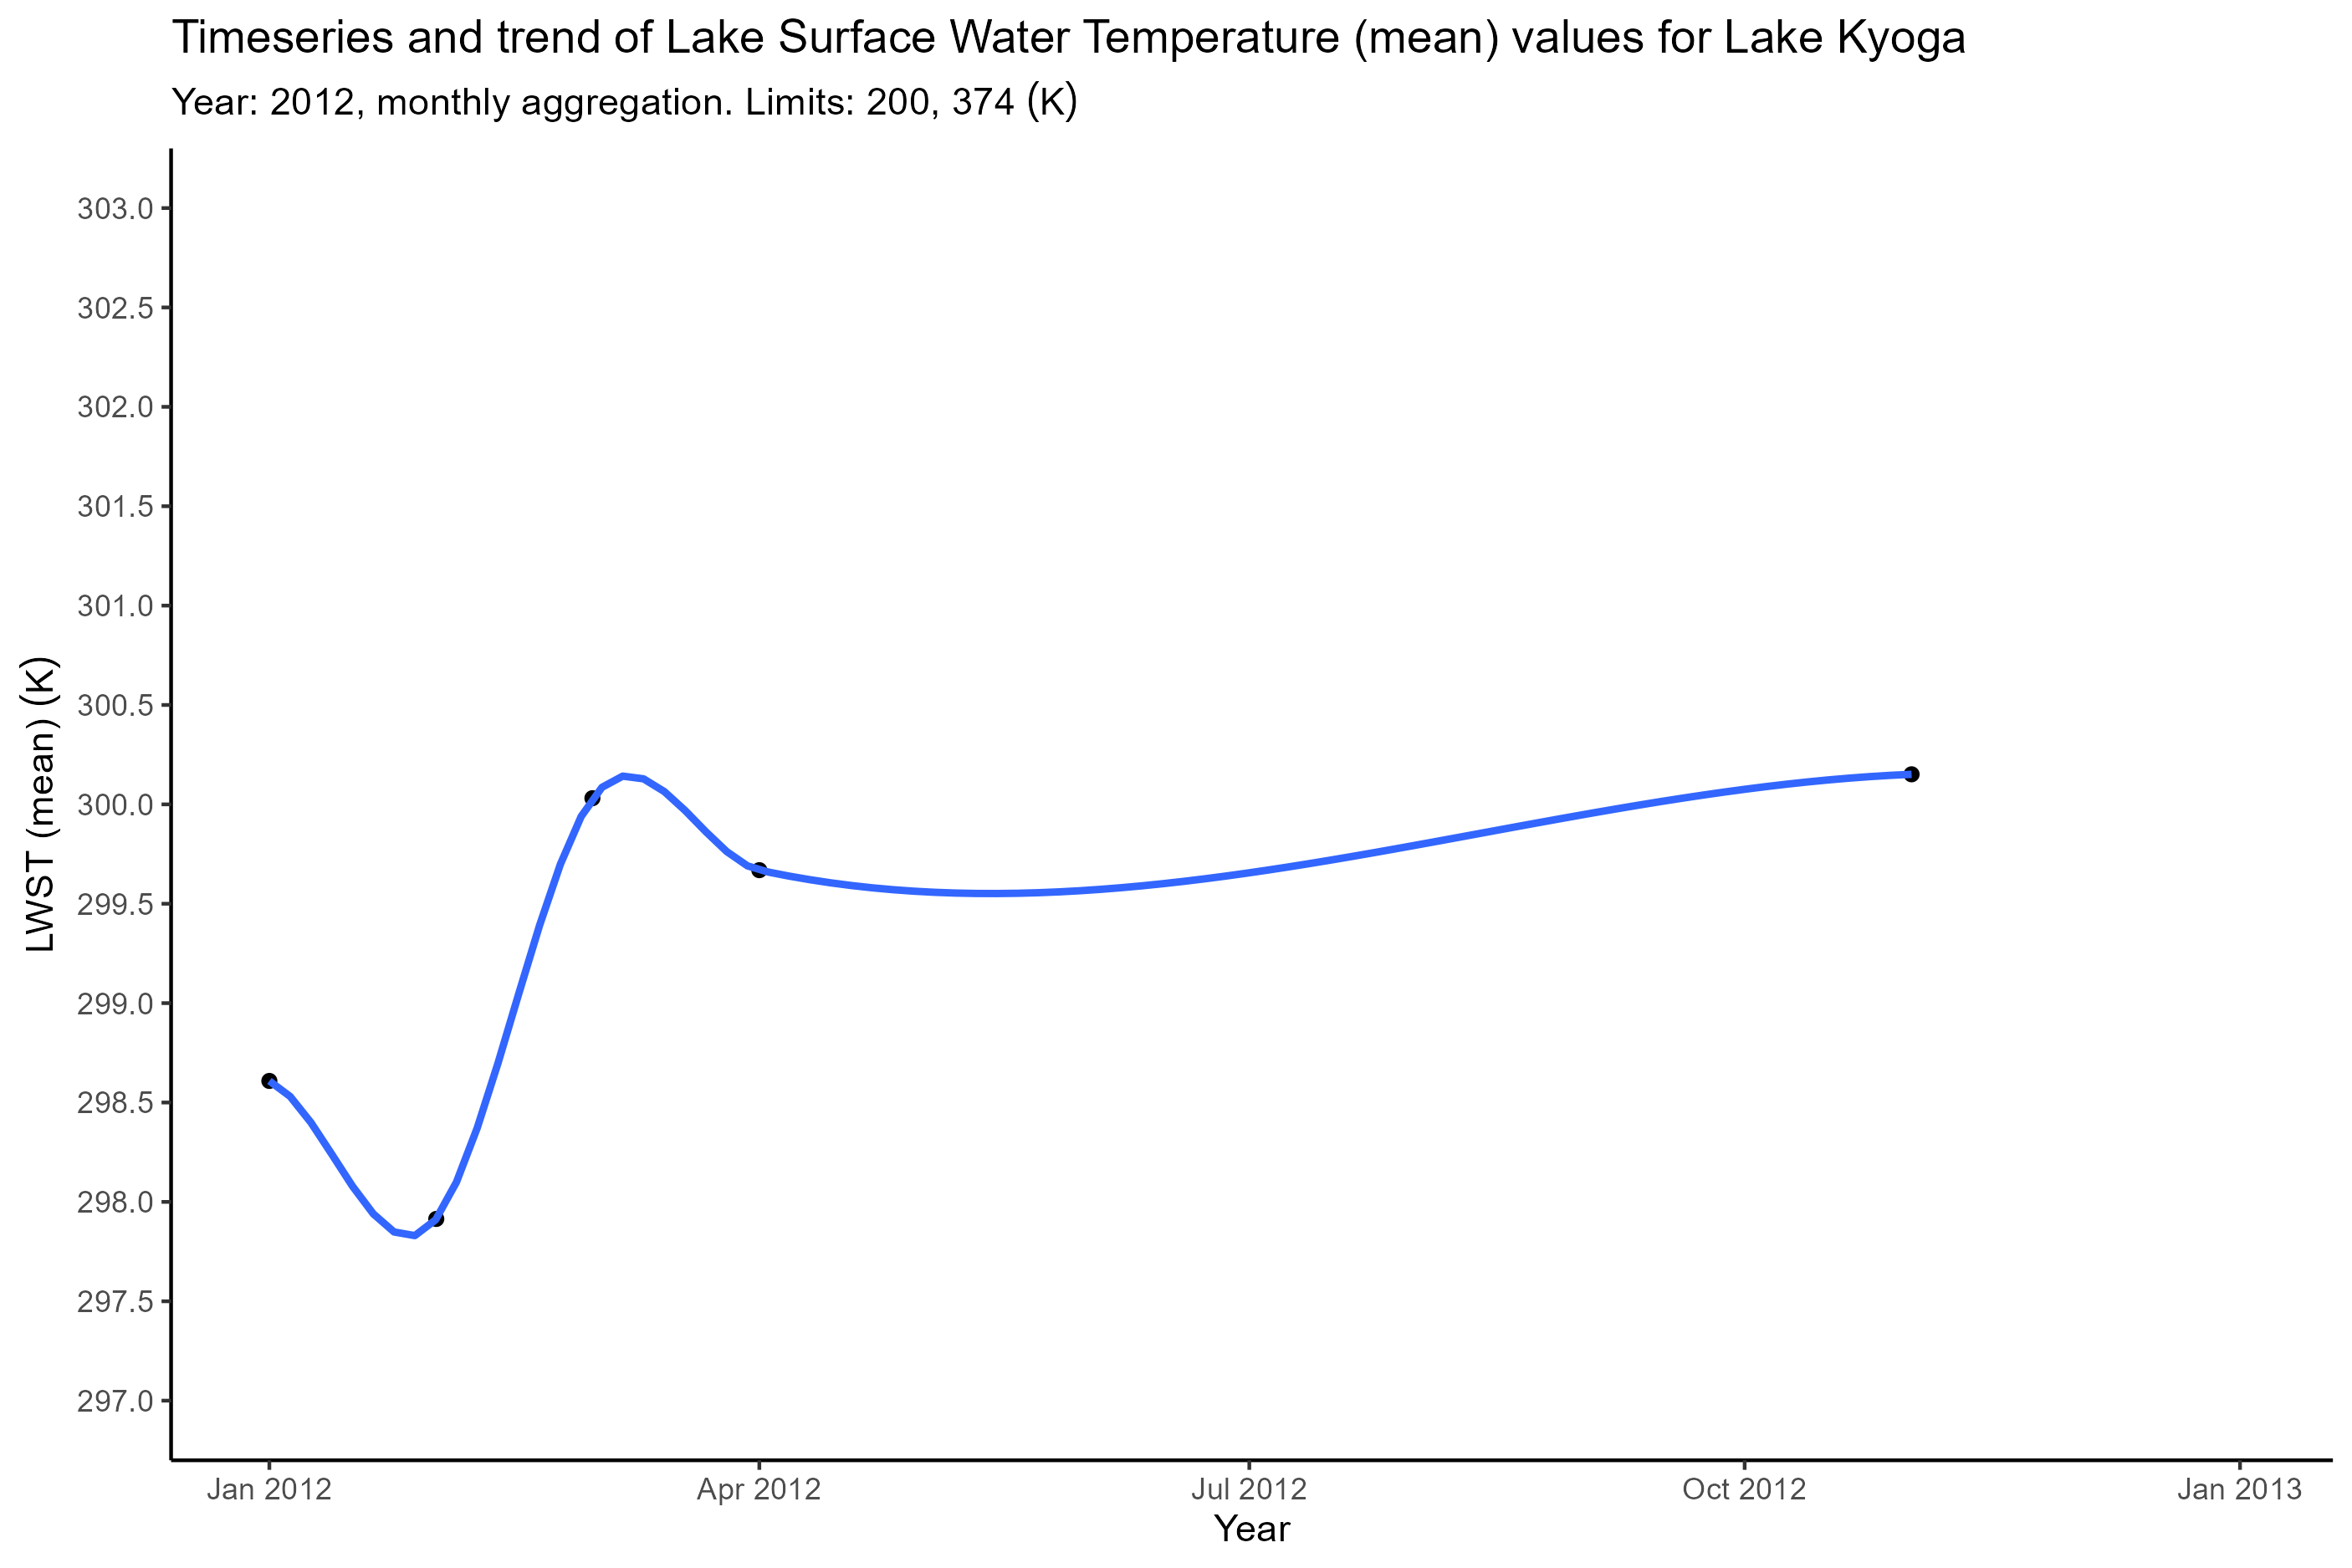 Timeseries and trend of Lake Surface Water Temperature (mean) values for Lake Kyoga
Year: 2012, monthly aggregation. Limits: 200, 374 (K)
303.0
302.5
302.0
301.5
301.0
300.5
300.0
299.5
299.0
298.5
298.0
297.5
297.0
LWST (mean) (K)
Jan 2012
Apr 2012
Jul 2012
Oct 2012
Jan 2013
Year